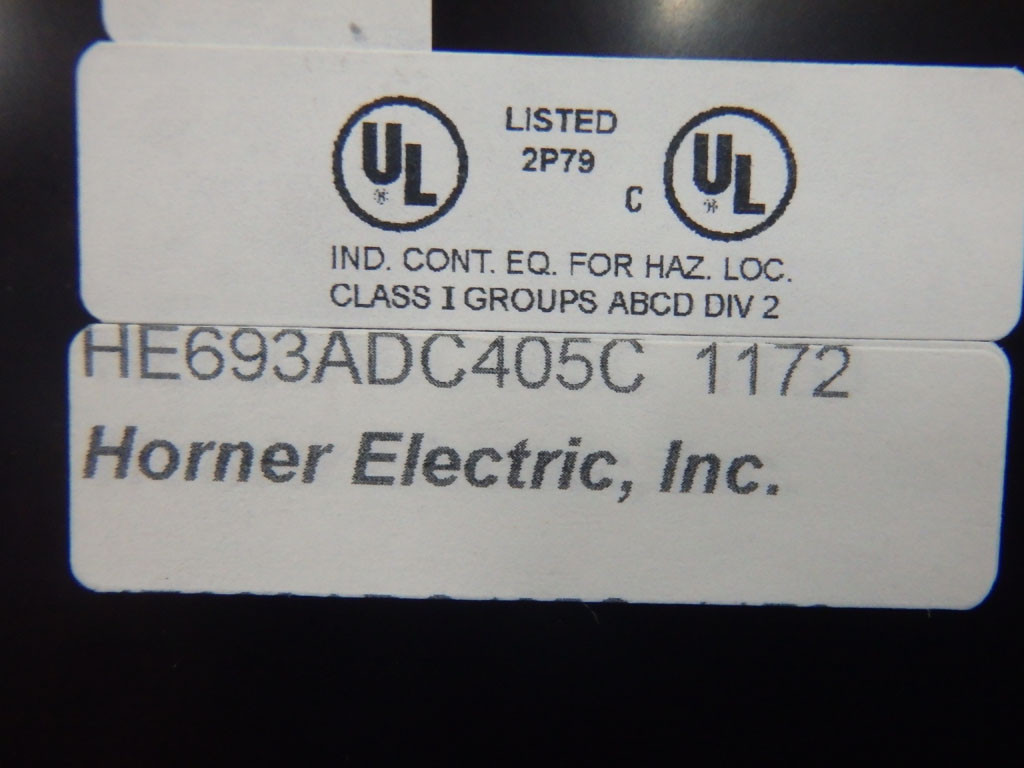 UL LISTED C UL
2P79
IND. CONT. EQ. FOR HAZ. LOC.
CLASS I GROUPS ABCD DIV 2
HE693ADC405C 1172
Horner Electric, Inc.